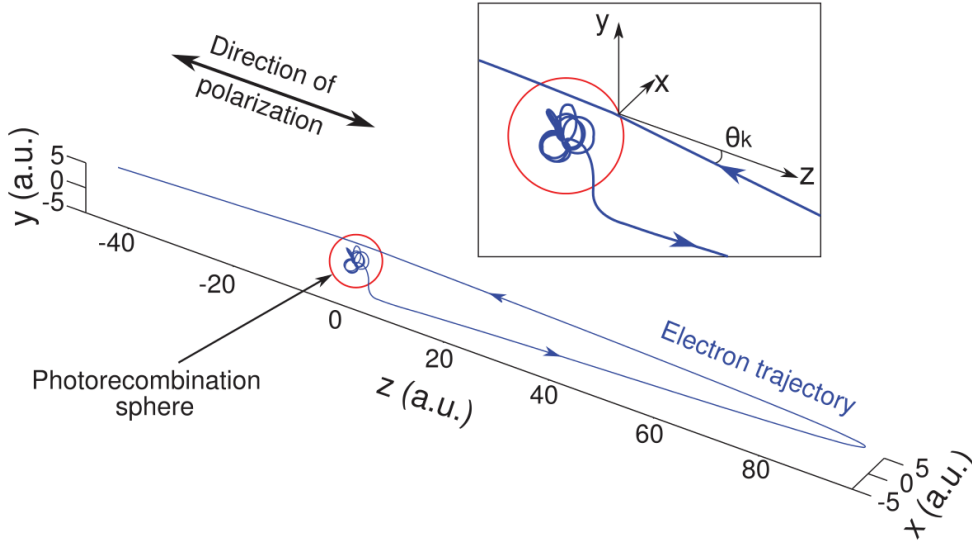 Direction of
polarization
y
x
θk
z
y (a.u.)
5
0
-5
-40
-20
0
20
40
60
80
z (a.u.)
Electron trajectory
Photorecombination
sphere
5
0
-5
x (a.u.)